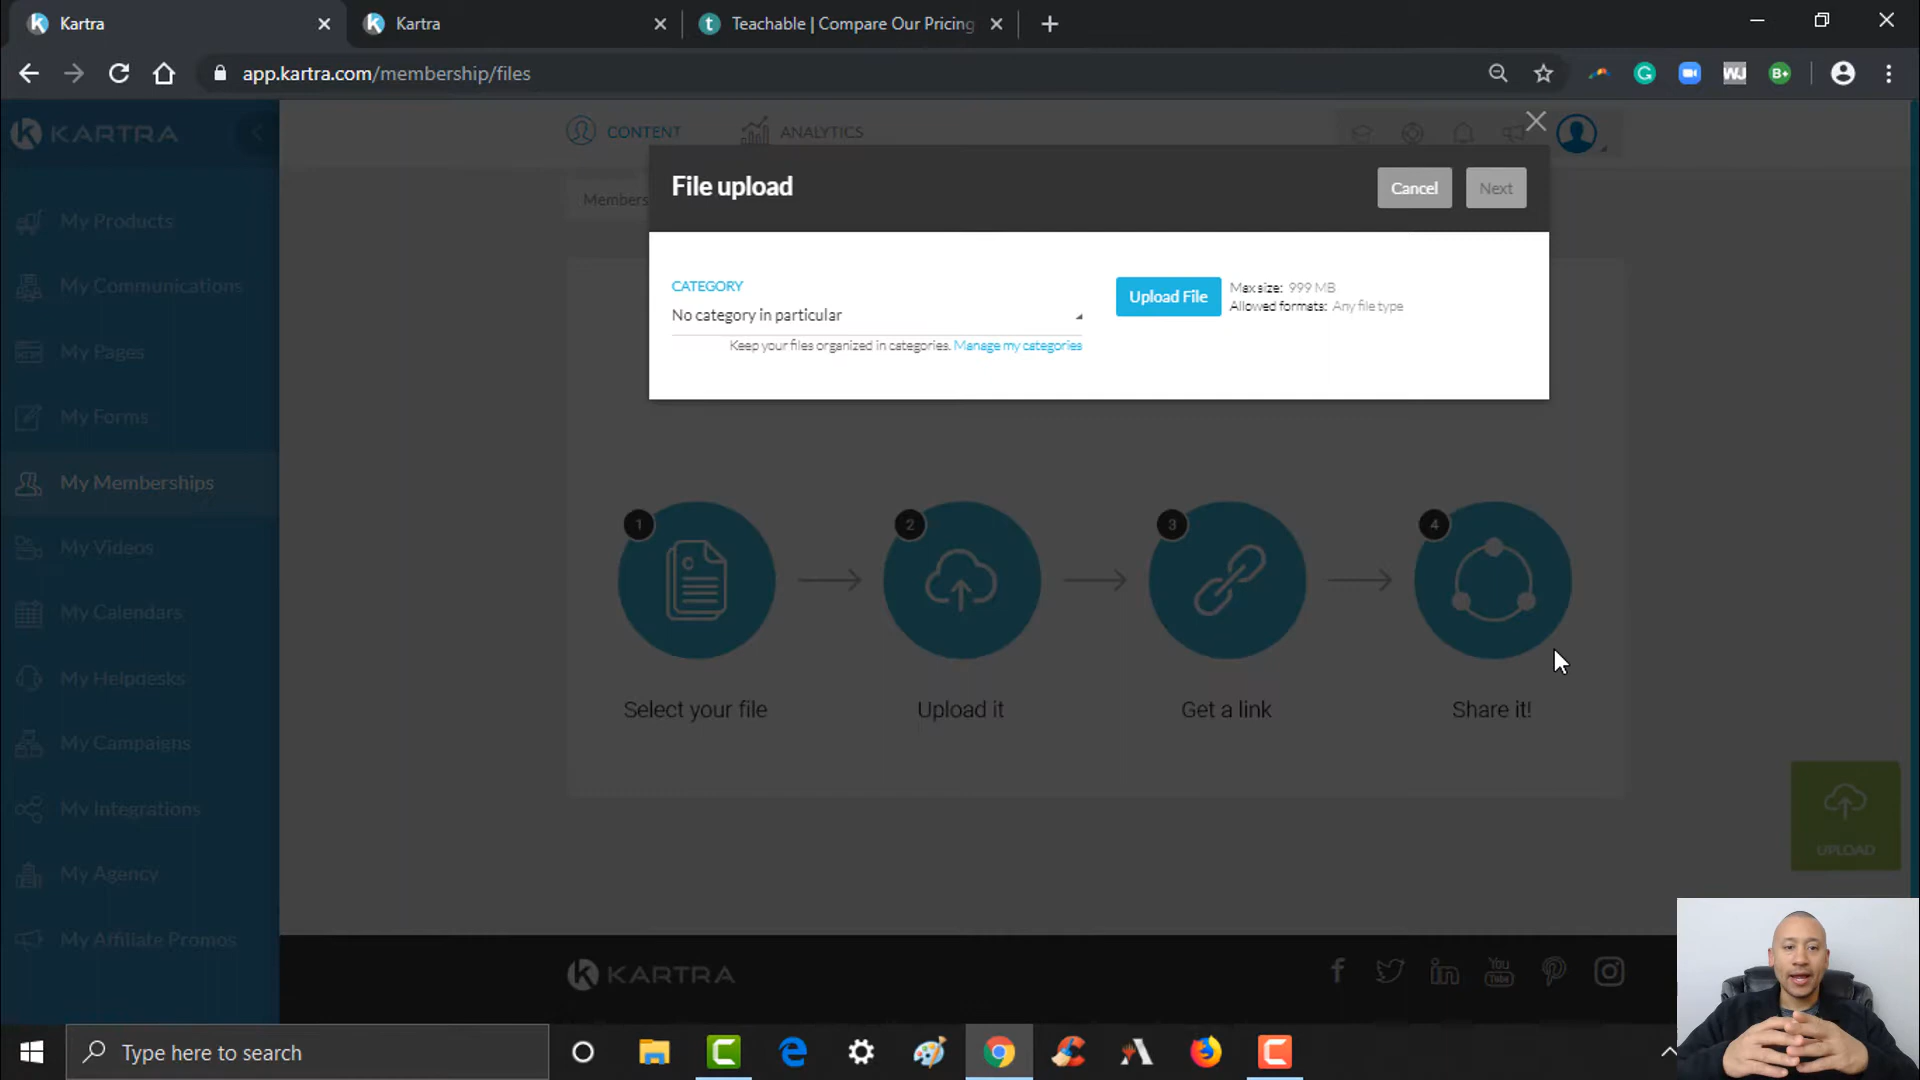 Kartra
Kartra
Teachable | Compare Our Pricing
app.kartra.com/membership/files
WJ
B+
KARTRA
CONTENT
ANALYTICS
File upload
Cancel
Next
Members
My Products
My Communications
My Pages
My Forms
My Memberships
My Videos
My Calendars
My Helpdesks
My Campaigns
My Integrations
My Agency
My Affiliate Promos
CATEGORY
No category in particular
Keep your files organized in categories. Manage my categories
Upload File
Max size: 999 MB
Allowed formats: Any file type
1
2
3
4
Select your file
Upload it
Get a link
Share it!
UPLOAD
KARTRA
You
Tube
Type here to search